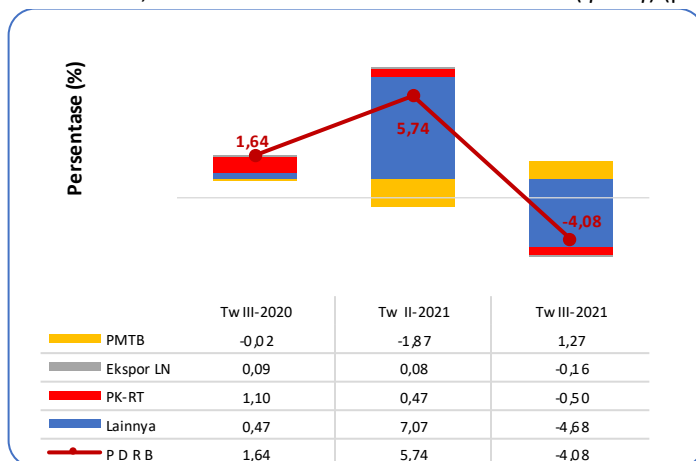 Persentase (%)
1,64
5,74
-4,08
Tw III-2020 Tw II-2021 Tw III-2021
PMTB -0,02 -1,87 1,27
Ekspor LN 0,09 0,08 -0,16
PK-RT 1,10 0,47 -0,50
Lainnya 0,47 7,07 -4,68
P D R B 1,64 5,74 -4,08